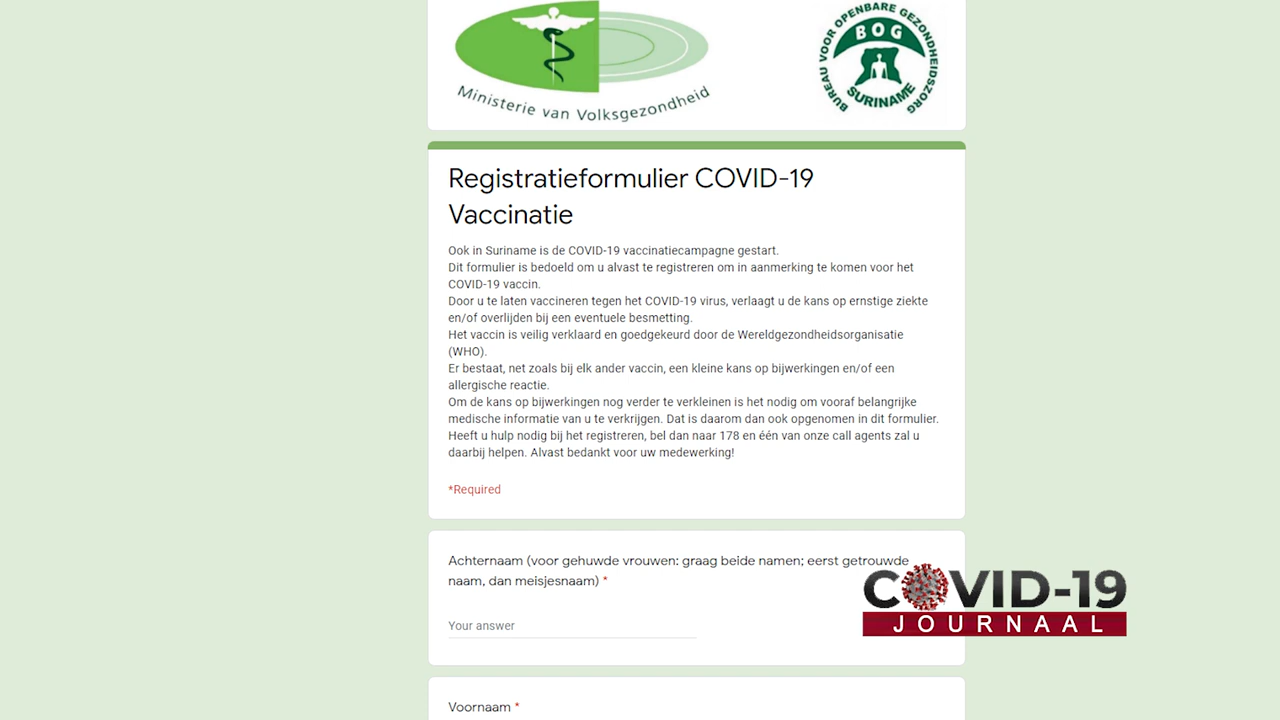 Ministerie van Volksgezondheid
BUREAU VOOR OPENBARE GEZONDHEIDSZORG
BOG
SURINAME
Registratieformulier COVID-19
Vaccinatie
Ook in Suriname is de COVID-19 vaccinatiecampagne gestart.
Dit formulier is bedoeld om u alvast te registreren om in aanmerking te komen voor het
COVID-19 vaccin.
Door u te laten vaccineren tegen het COVID-19 virus, verlaagt u de kans op ernstige ziekte
en/of overlijden bij een eventuele besmetting.
Het vaccin is veilig verklaard en goedgekeurd door de Wereldgezondheidsorganisatie
(WHO).
Er bestaat, net zoals bij elk ander vaccin, een kleine kans op bijwerkingen en/of een
allergische reactie.
Om de kans op bijwerkingen nog verder te verkleinen is het nodig om vooraf belangrijke
medische informatie van u te verkrijgen. Dat is daarom dan ook opgenomen in dit formulier.
Heeft u hulp nodig bij het registreren, bel dan naar 178 en één van onze call agents zal u
daarbij helpen. Alvast bedankt voor uw medewerking!
*Required
Achternaam (voor gehuwde vrouwen: graag beide namen; eerst getrouwde
naam, dan meisjesnaam) *
Your answer
COVID-19
JOURNAAL
Voornaam *